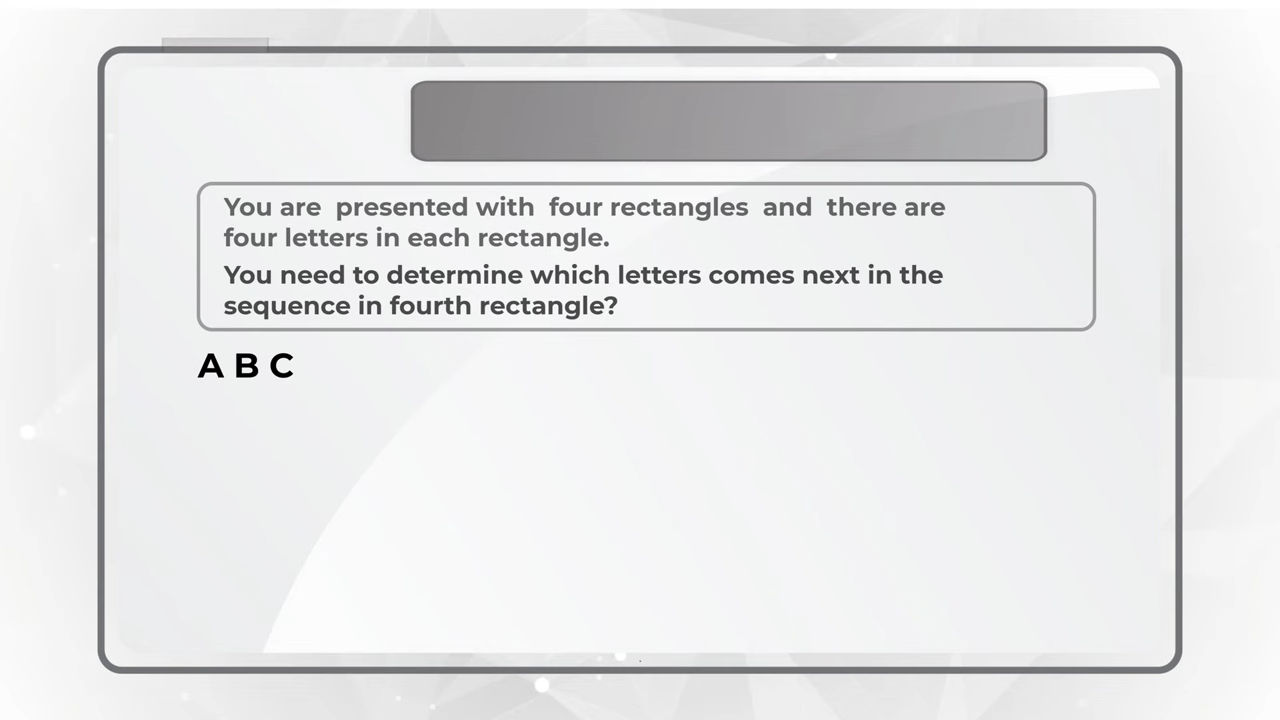 You are presented with four rectangles and there are
four letters in each rectangle.
You need to determine which letters comes next in the
sequence in fourth rectangle?
A B C